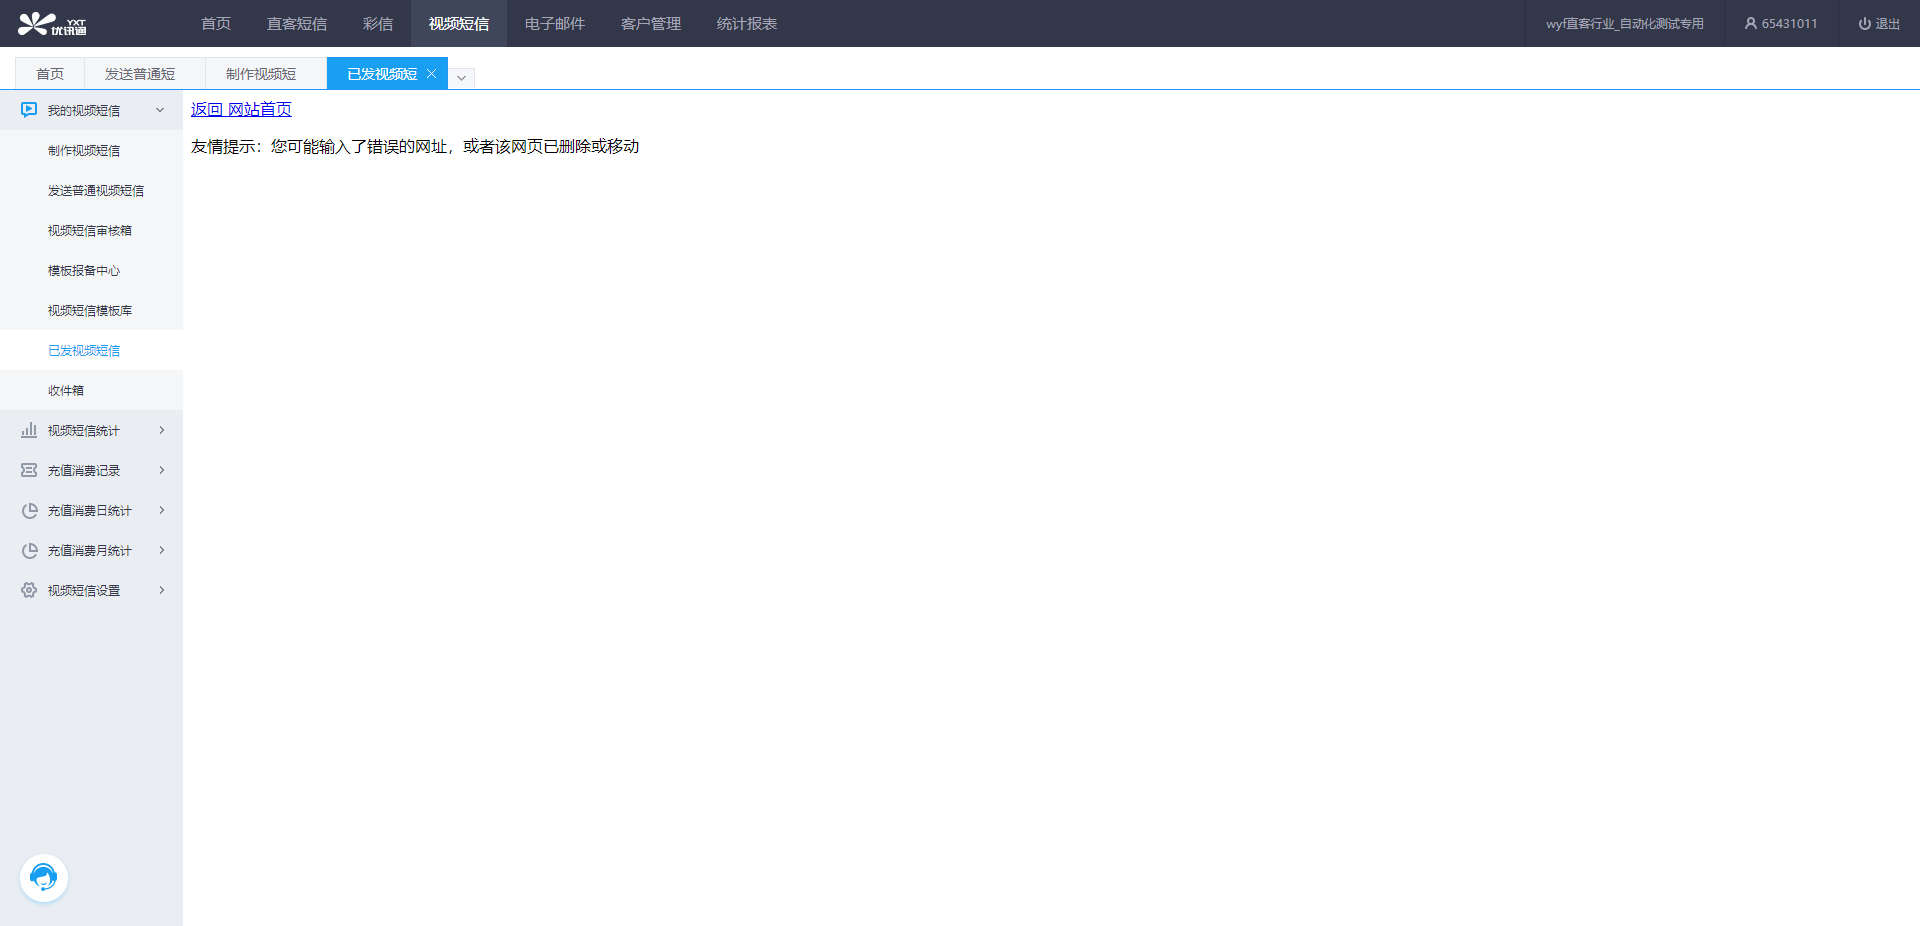 YXT
优讯通
首页
直客短信
彩信
视频短信
电子邮件
客户管理
统计报表
wyf直客行业_自动化测试专用
65431011
退出
首页
发送普通短
制作视频短
已发视频短
我的视频短信
制作视频短信
发送普通视频短信
视频短信审核箱
模板报备中心
视频短信模板库
已发视频短信
收件箱
视频短信统计
充值消费记录
充值消费日统计
充值消费月统计
视频短信设置
返回 网站首页
友情提示：您可能输入了错误的网址，或者该网页已删除或移动